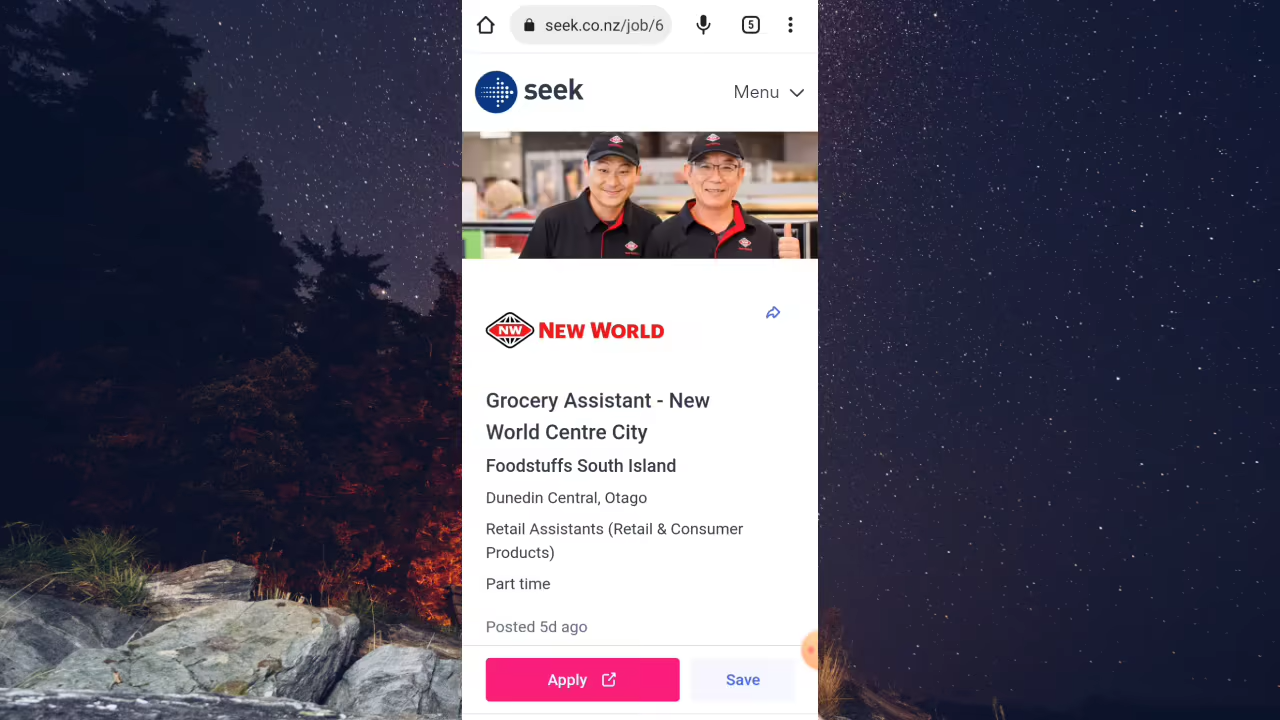 seek.co.nz/job/6
5
seek
Menu
NW NEW WORLD
Grocery Assistant - New
World Centre City
Foodstuffs South Island
Dunedin Central, Otago
Retail Assistants (Retail & Consumer
Products)
Part time
Posted 5d ago
Apply
Save